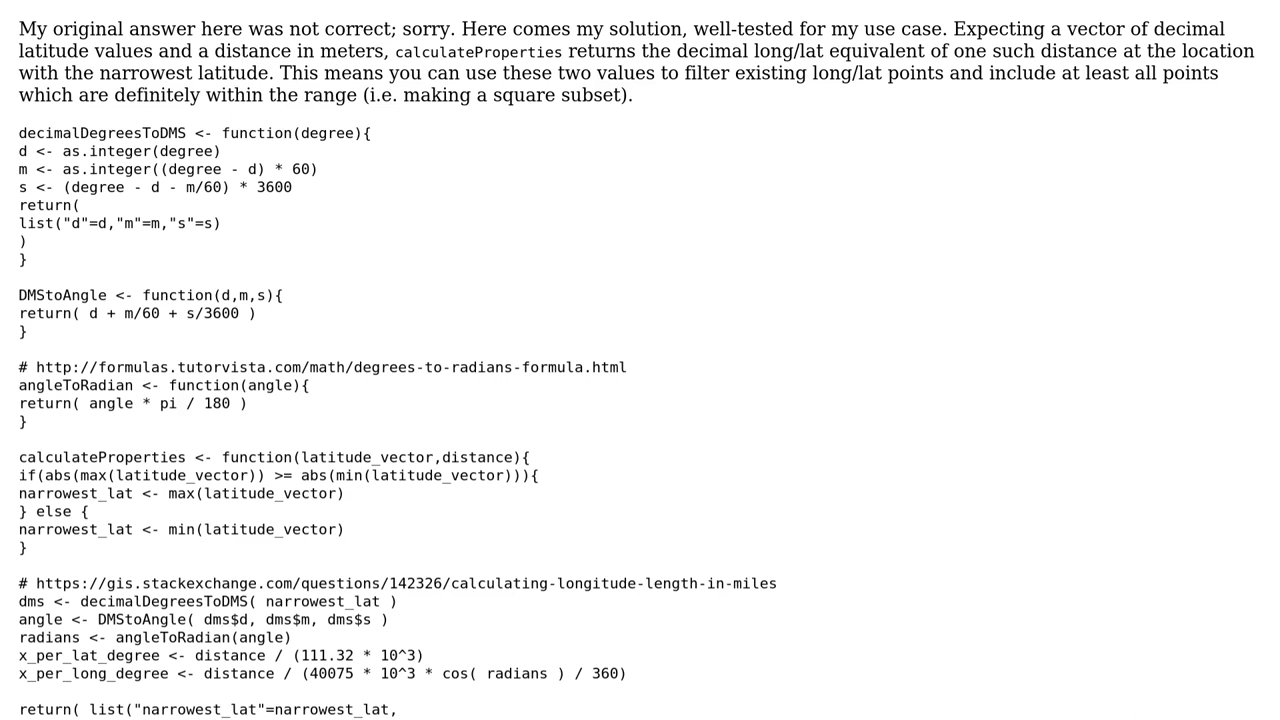 My original answer here was not correct; sorry. Here comes my solution, well-tested for my use case. Expecting a vector of decimal
latitude values and a distance in meters, calculateProperties returns the decimal long/lat equivalent of one such distance at the location
with the narrowest latitude. This means you can use these two values to filter existing long/lat points and include at least all points
which are definitely within the range (i.e. making a square subset).
decimalDegreesToDMS <- function(degree){
d <- as.integer(degree)
m <- as.integer((degree - d) * 60)
s <- (degree - d - m/60) * 3600
return(
list("d"=d,"m"=m,"s"=s)
)
}
DMStoAngle <- function(d,m,s){
return( d + m/60 + s/3600 )
}
# http://formulas.tutorvista.com/math/degrees-to-radians-formula.html
angleToRadian <- function(angle){
return( angle * pi / 180 )
}
calculateProperties <- function(latitude_vector,distance){
if(abs(max(latitude_vector)) >= abs(min(latitude_vector))){
narrowest_lat <- max(latitude_vector)
} else {
narrowest_lat <- min(latitude_vector)
}
# https://gis.stackexchange.com/questions/142326/calculating-longitude-length-in-miles
dms <- decimalDegreesToDMS( narrowest_lat )
angle <- DMStoAngle( dms$d, dms$m, dms$s )
radians <- angleToRadian(angle)
x_per_lat_degree <- distance / (111.32 * 10^3)
x_per_long_degree <- distance / (40075 * 10^3 * cos( radians ) / 360)
return( list("narrowest_lat"=narrowest_lat,